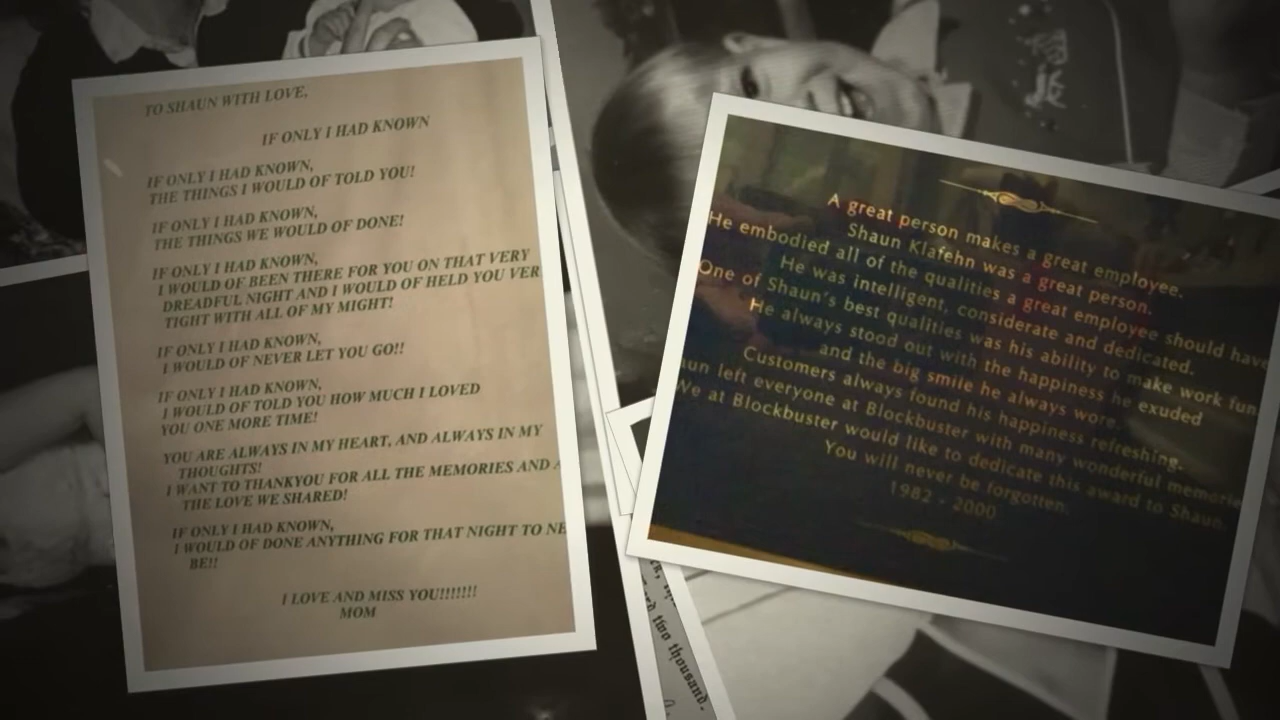 TO SHAUN WITH LOVE,
IF ONLY I HAD KNOWN
IF ONLY I HAD KNOWN,
THE THINGS I WOULD OF TOLD YOU!
IF ONLY I HAD KNOWN,
THE THINGS WE WOULD OF DONE!
IF ONLY I HAD KNOWN,
I WOULD OF BEEN THERE FOR YOU ON THAT VERY
DREADFUL NIGHT AND I WOULD OF HELD YOU VER
TIGHT WITH ALL OF MY MIGHT!
IF ONLY I HAD KNOWN,
I WOULD OF NEVER LET YOU GO!!
IF ONLY I HAD KNOWN,
I WOULD OF TOLD YOU HOW MUCH I LOVED
YOU ONE MORE TIME!
YOU ARE ALWAYS IN MY HEART, AND ALWAYS IN MY
THOUGHTS!
I WANT TO THANKYOU FOR ALL THE MEMORIES AND A
THE LOVE WE SHARED!
IF ONLY I HAD KNOWN,
I WOULD OF DONE ANYTHING FOR THAT NIGHT TO NE
BE!!
I LOVE AND MISS YOU!!!!!!!
MOM
A great person makes a great employee.
Shaun Klafehn was a great person.
He embodied all of the qualities a great employee should have
He was intelligent, considerate and dedicated.
One of Shaun's best qualities was his ability to make work fun
He always stood out with the happiness he exuded
and the big smile he always wore.
Customers always found his happiness refreshing.
aun left everyone at Blockbuster with many wonderful memorie
We at Blockbuster would like to dedicate this award to Shaun.
You will never be forgotten.
1982 - 2000
two thousand.